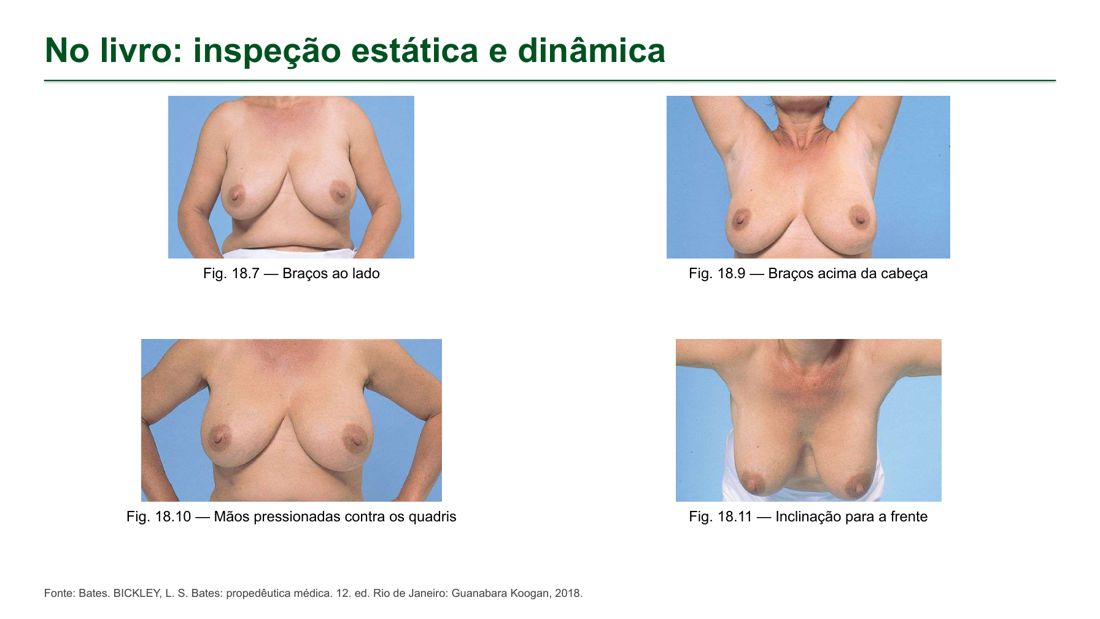 No livro: inspeção estática e dinâmica
Fig. 18.7 — Braços ao lado
Fig. 18.9 — Braços acima da cabeça
Fig. 18.10 — Mãos pressionadas contra os quadris
Fig. 18.11 — Inclinação para a frente
Fonte: Bates. BICKLEY, L. S. Bates: propedêutica médica. 12. ed. Rio de Janeiro: Guanabara Koogan, 2018.